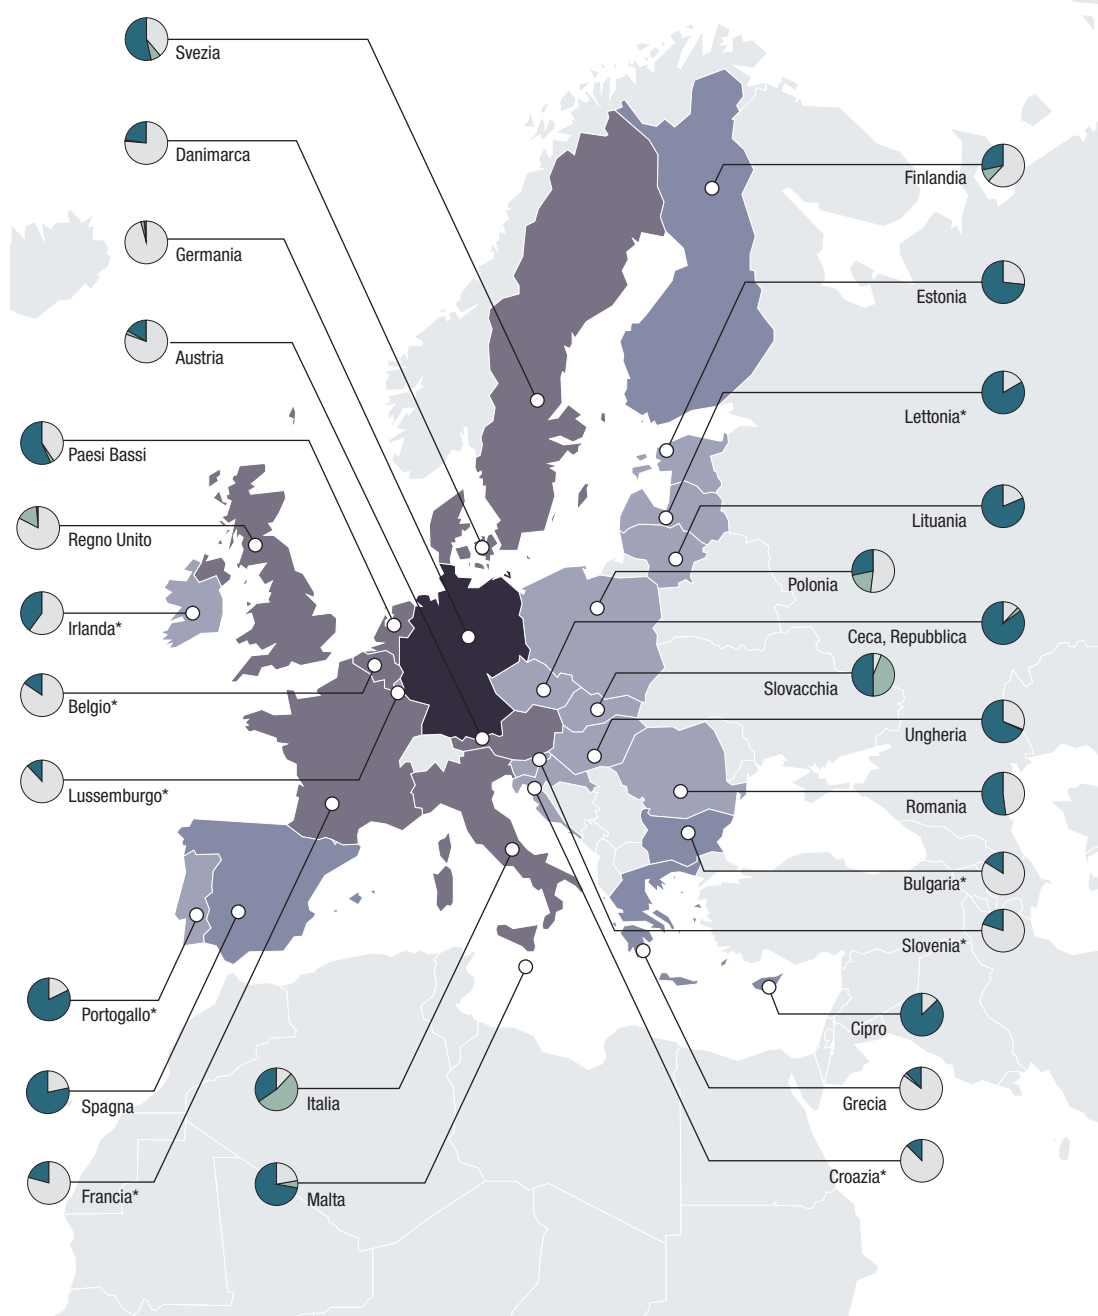 Svezia
Danimarca
Germania
Austria
Paesi Bassi
Regno Unito
Irlanda*
Belgio*
Lussemburgo*
Portogallo*
Spagna
Francia*
Italia
Malta
Finlandia
Estonia
Lettonia*
Lituania
Polonia
Ceca, Repubblica
Slovacchia
Ungheria
Romania
Bulgaria*
Slovenia*
Cipro
Grecia
Croazia*